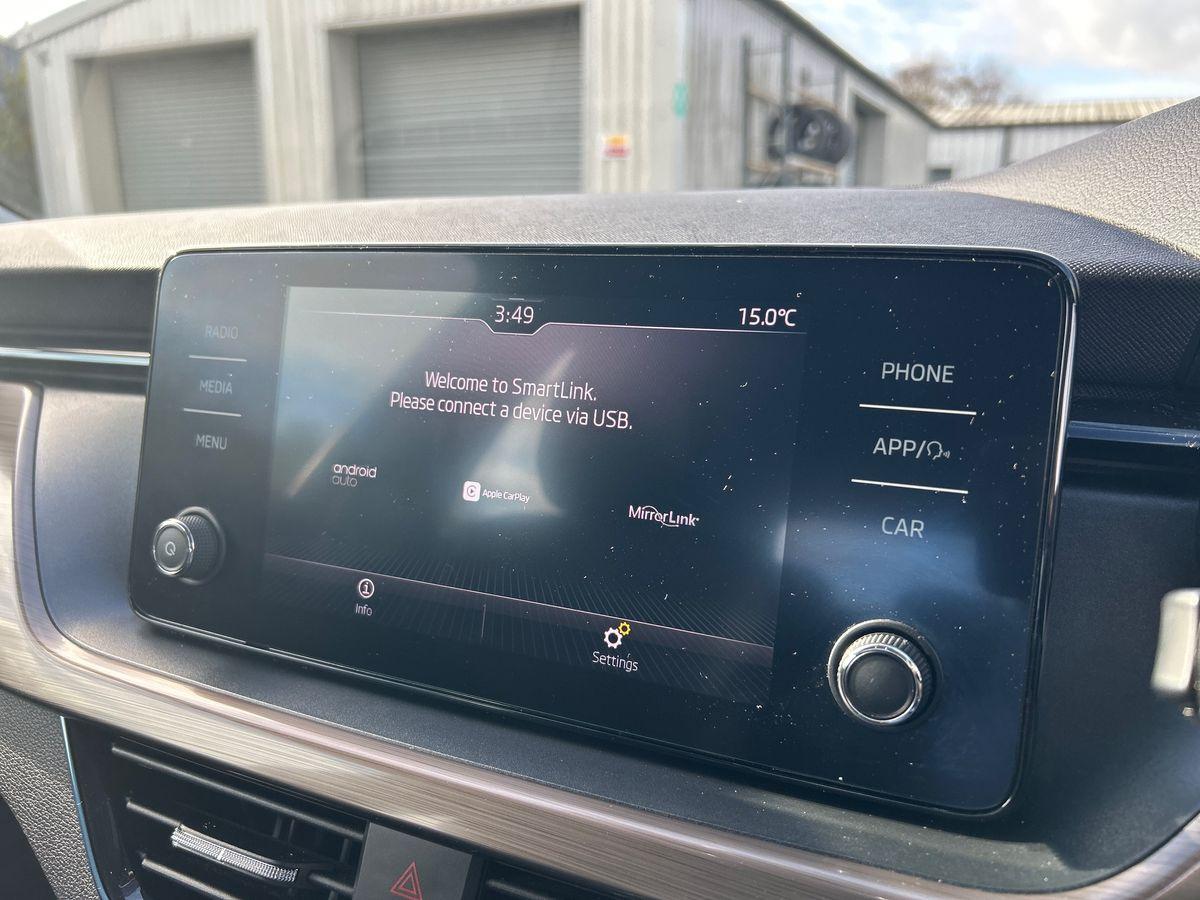 3:49
15.0°C
RADIO
MEDIA
MENU
Welcome to SmartLink.
Please connect a device via USB.
android
auto
Apple CarPlay
MirrorLink™
Info
Settings
PHONE
APP/
CAR